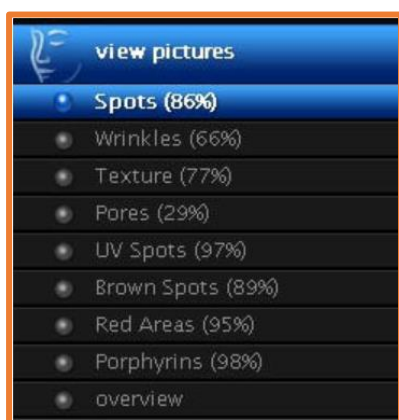 view pictures
Spots (86%)
Wrinkles (66%)
Texture (77%)
Pores (29%)
UV Spots (97%)
Brown Spots (89%)
Red Areas (95%)
Porphyrins (98%)
overview